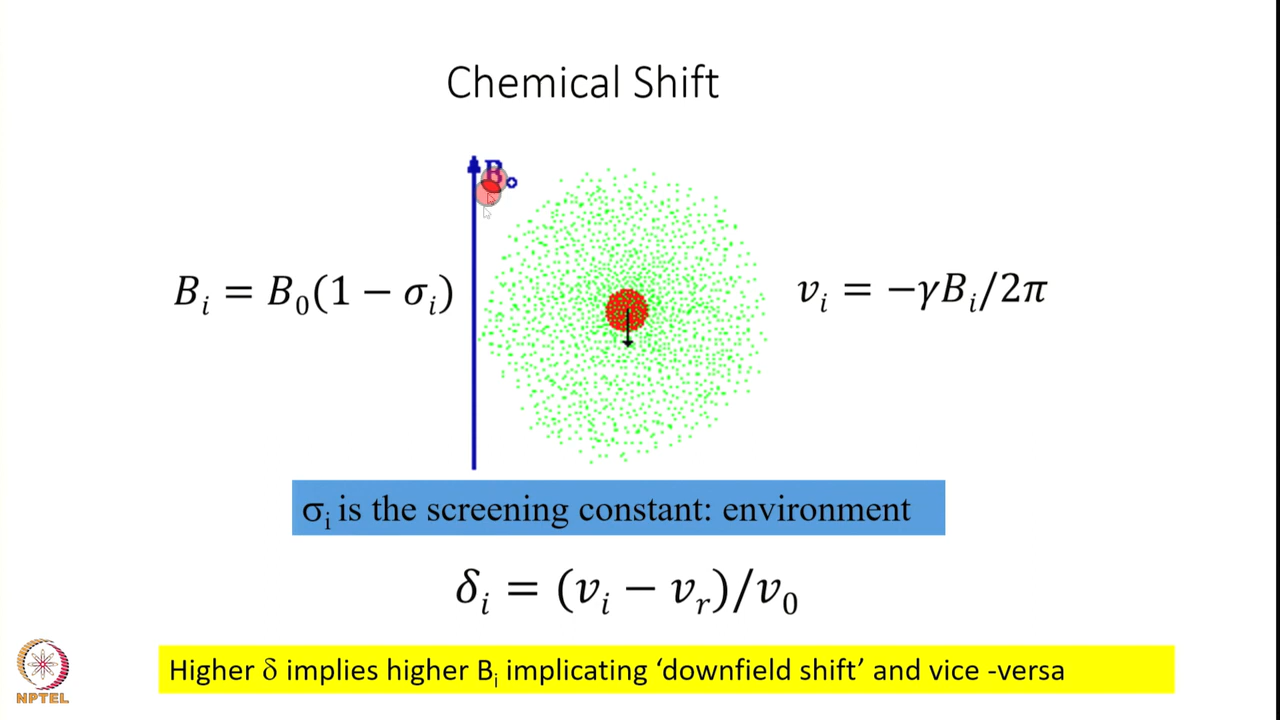 Chemical Shift
B₀
Bᵢ = B₀(1 − σᵢ)
νᵢ = −γBᵢ/2π
σᵢ is the screening constant: environment
δᵢ = (νᵢ − νᵣ)/ν₀
Higher δ implies higher Bᵢ implicating ‘downfield shift’ and vice -versa
NPTEL